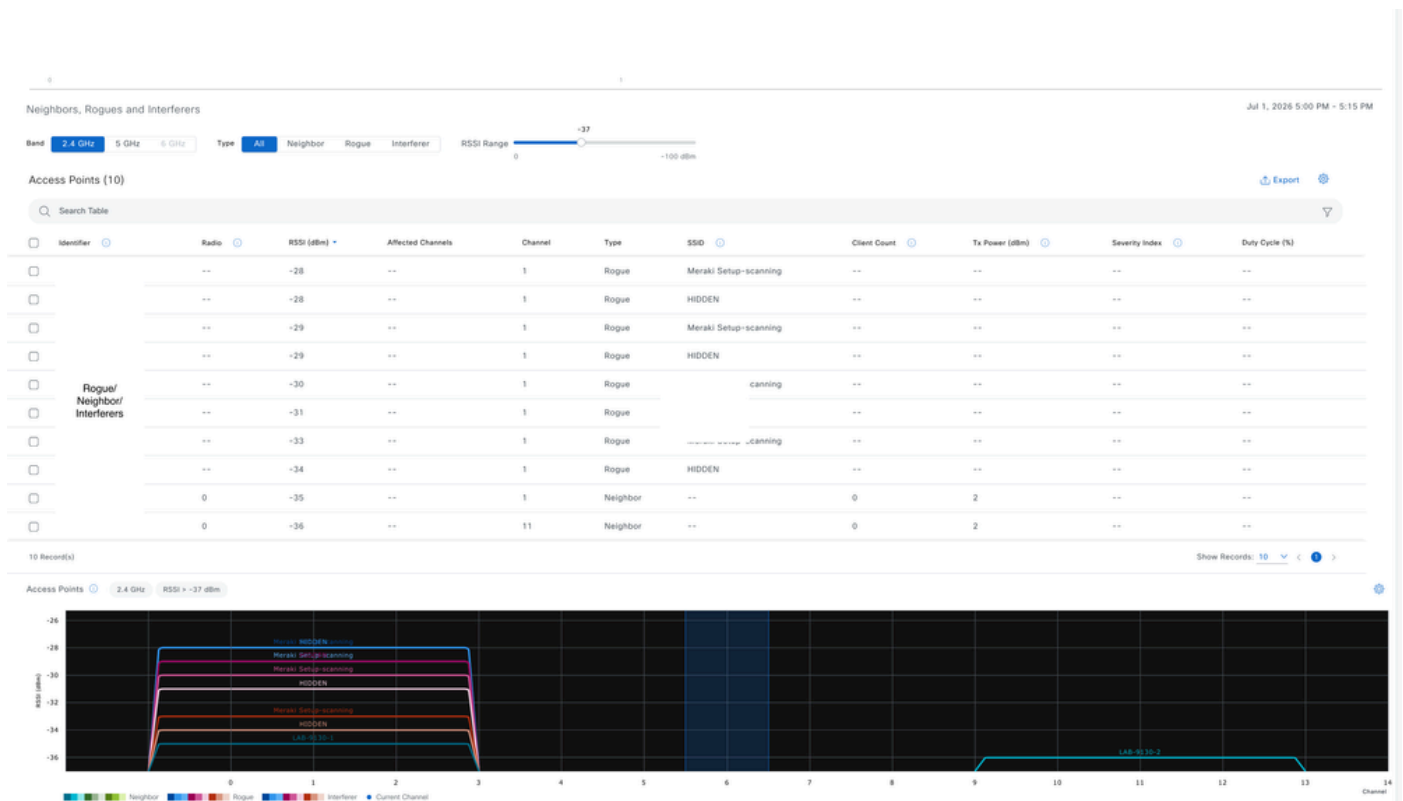 0 1
Neighbors, Rogues and Interferers Jul 1, 2026 5:00 PM - 5:15 PM
-37
Band 2.4 GHz 5 GHz 6 GHz Type All Neighbor Rogue Interferer RSSI Range
0 -100 dBm
Access Points (10) Export
Search Table
Identifier Radio RSSI (dBm) Affected Channels Channel Type SSID Client Count Tx Power (dBm) Severity Index Duty Cycle (%)
-- -28 -- 1 Rogue Meraki Setup-scanning -- -- -- --
-- -28 -- 1 Rogue HIDDEN -- -- -- --
-- -29 -- 1 Rogue Meraki Setup-scanning -- -- -- --
-- -29 -- 1 Rogue HIDDEN -- -- -- --
Rogue/
Neighbor/
Interferers
-- -30 -- 1 Rogue canning -- -- -- --
-- -31 -- 1 Rogue -- -- -- --
-- -33 -- 1 Rogue canning -- -- -- --
-- -34 -- 1 Rogue HIDDEN -- -- -- --
0 -35 -- 1 Neighbor -- 0 2 -- --
0 -36 -- 11 Neighbor -- 0 2 -- --
10 Record(s) Show Records: 10 1
Access Points 2.4 GHz RSSI > -37 dBm
RSSI (dBm)
-26
-28
-30
-32
-34
-36
HIDDEN
Meraki Setup-scanning
Meraki Setup-scanning
HIDDEN
Meraki Setup-scanning
HIDDEN
LAB-9130-1
LAB-9130-2
0 1 2 3 4 5 6 7 8 9 10 11 12 13 14
Channel
Neighbor Rogue Interferer Current Channel